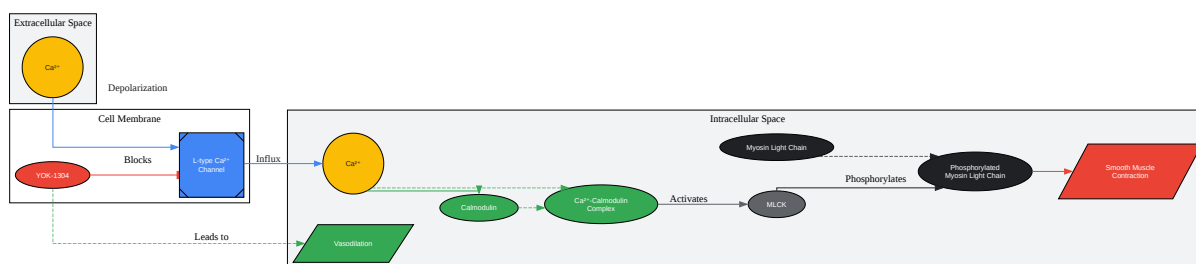 Extracellular Space
Ca²⁺
Depolarization
Cell Membrane
Blocks
L-type Ca²⁺
Channel
YOK-1304
Influx
Leads to
Intracellular Space
Ca²⁺
Calmodulin
Ca²⁺-Calmodulin
Complex
Activates
MLCK
Myosin Light Chain
Phosphorylates
Phosphorylated
Myosin Light Chain
Smooth Muscle
Contraction
Vasodilation